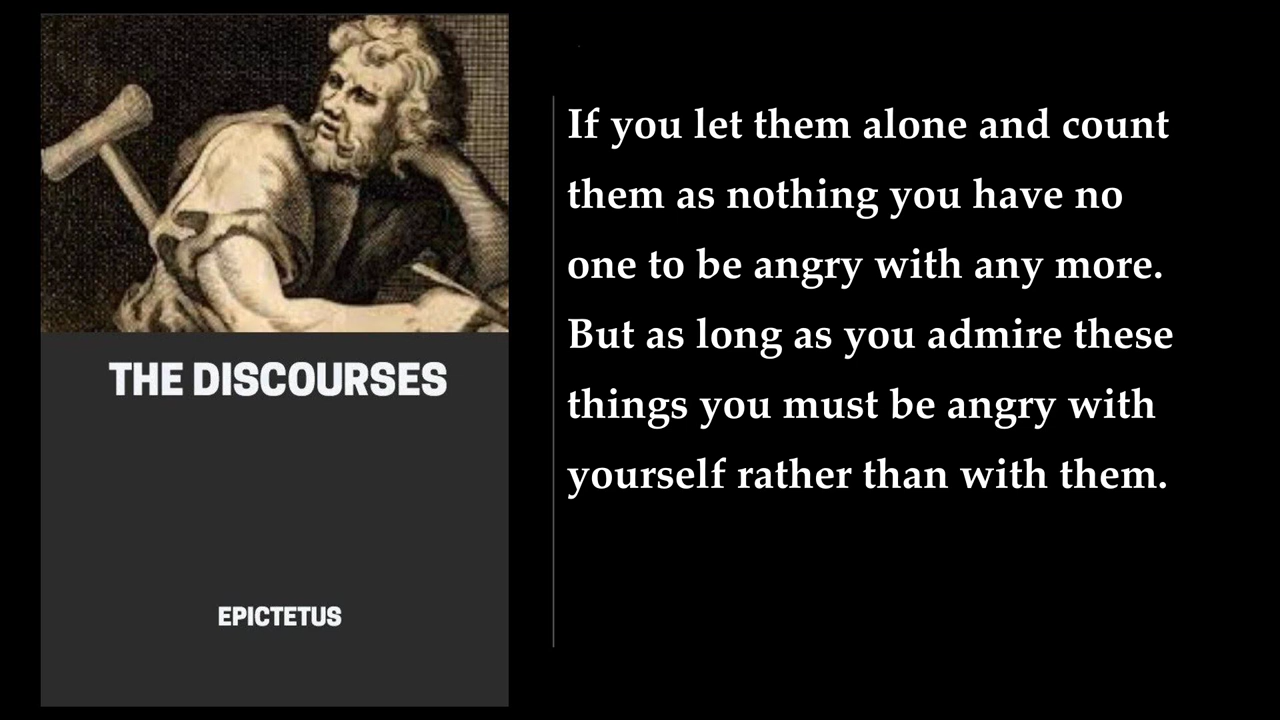 THE DISCOURSES
EPICTETUS
If you let them alone and count
them as nothing you have no
one to be angry with any more.
But as long as you admire these
things you must be angry with
yourself rather than with them.